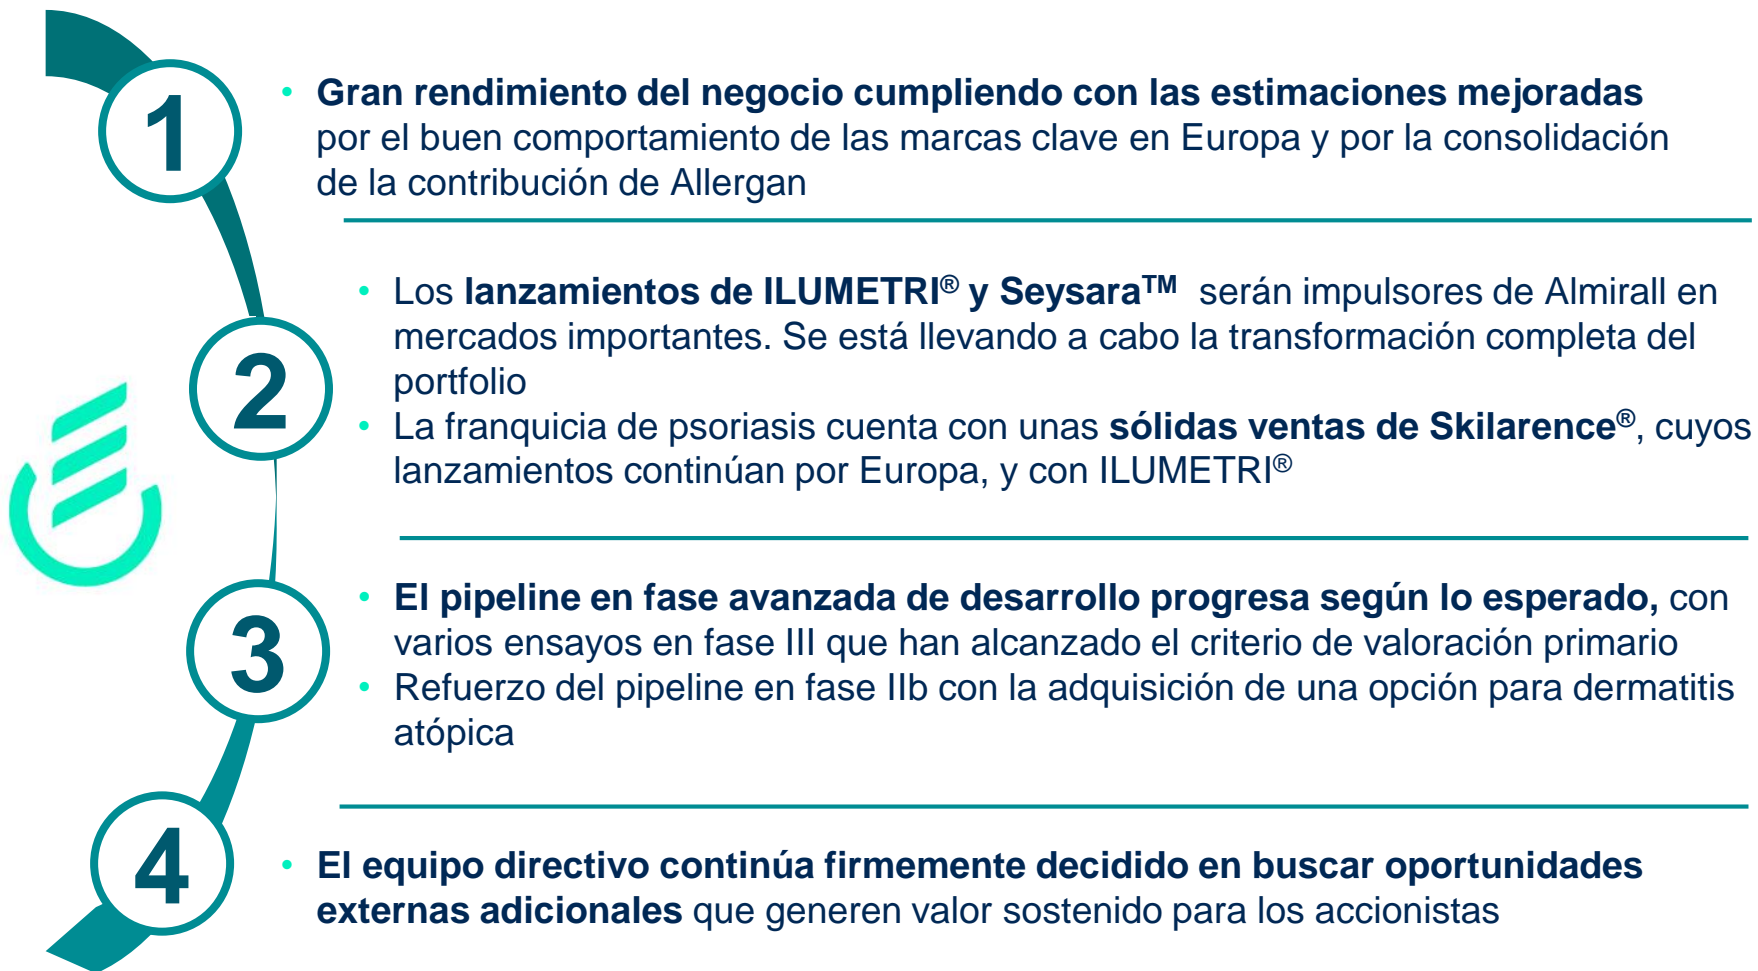 1
• Gran rendimiento del negocio cumpliendo con las estimaciones mejoradas
por el buen comportamiento de las marcas clave en Europa y por la consolidación
de la contribución de Allergan
2
• Los lanzamientos de ILUMETRI® y Seysara™ serán impulsores de Almirall en
mercados importantes. Se está llevando a cabo la transformación completa del
portfolio
• La franquicia de psoriasis cuenta con unas sólidas ventas de Skilarence®, cuyos
lanzamientos continúan por Europa, y con ILUMETRI®
3
• El pipeline en fase avanzada de desarrollo progresa según lo esperado, con
varios ensayos en fase III que han alcanzado el criterio de valoración primario
• Refuerzo del pipeline en fase IIb con la adquisición de una opción para dermatitis
atópica
4
• El equipo directivo continúa firmemente decidido en buscar oportunidades
externas adicionales que generen valor sostenido para los accionistas